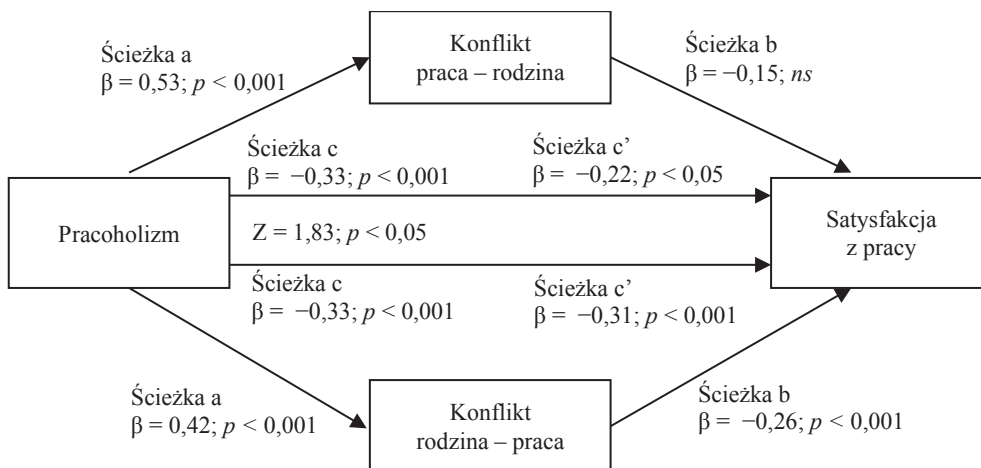 Ścieżka a
β = 0,53; p < 0,001
Konflikt
praca – rodzina
Ścieżka b
β = −0,15; ns
Ścieżka c
β = −0,33; p < 0,001
Ścieżka c’
β = −0,22; p < 0,05
Pracoholizm
Z = 1,83; p < 0,05
Satysfakcja
z pracy
Ścieżka c
β = −0,33; p < 0,001
Ścieżka c’
β = −0,31; p < 0,001
Ścieżka a
β = 0,42; p < 0,001
Konflikt
rodzina – praca
Ścieżka b
β = −0,26; p < 0,001